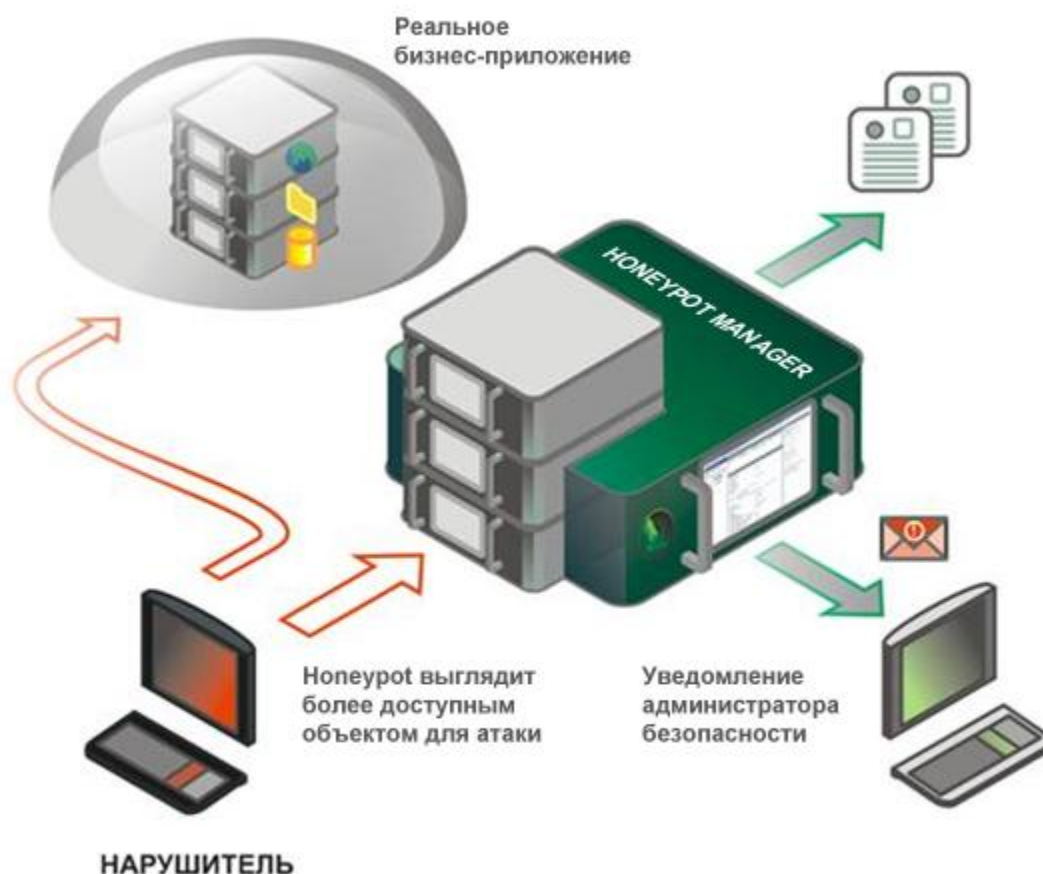 Реальное
бизнес-приложение
HONEYPOT MANAGER
Honeypot выглядит
более доступным
объектом для атаки
Уведомление
администратора
безопасности
НАРУШИТЕЛЬ